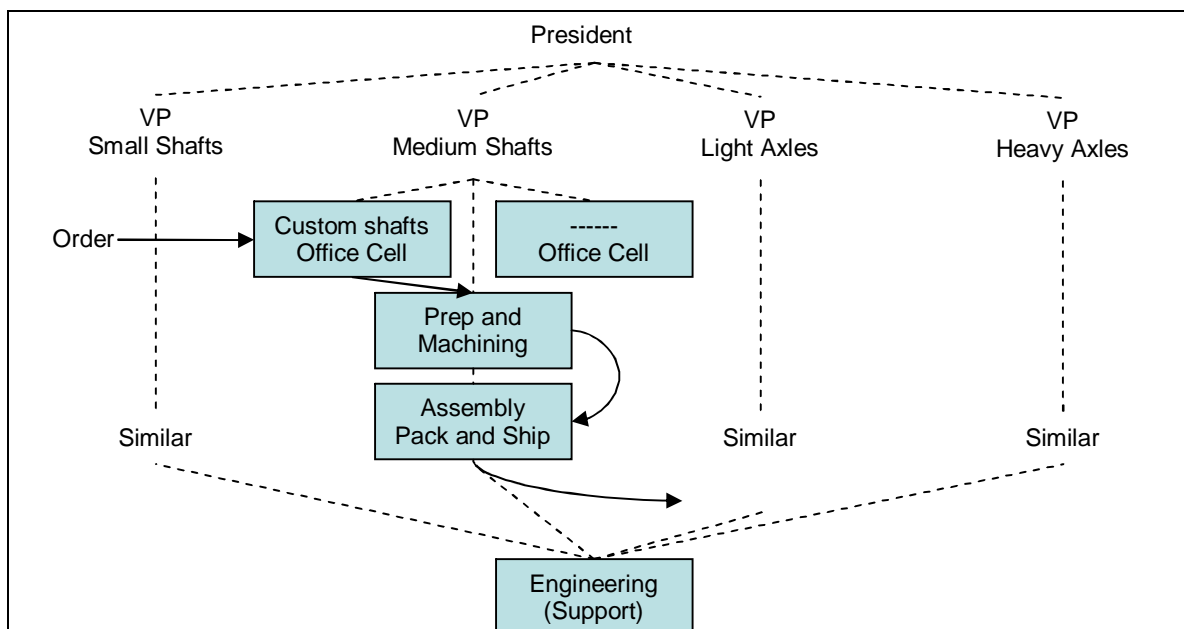 President
VP
Small Shafts
VP
Medium Shafts
VP
Light Axles
VP
Heavy Axles
Order
Custom shafts
Office Cell
------
Office Cell
Prep and
Machining
Assembly
Pack and Ship
Similar
Similar
Similar
Engineering
(Support)